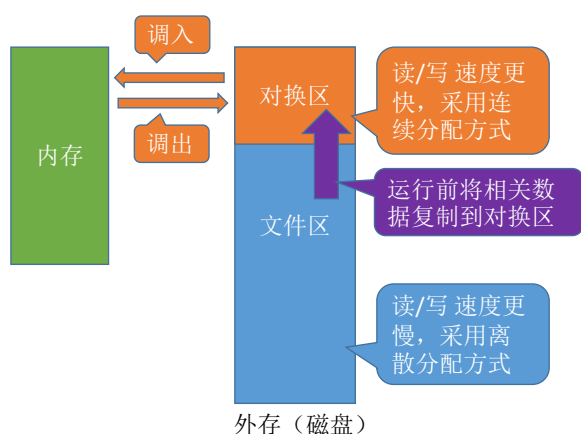 调入
调出
内存
对换区
文件区
读/写 速度更
快，采用连
续分配方式
运行前将相关数
据复制到对换区
读/写 速度更
慢，采用离
散分配方式
外存（磁盘）